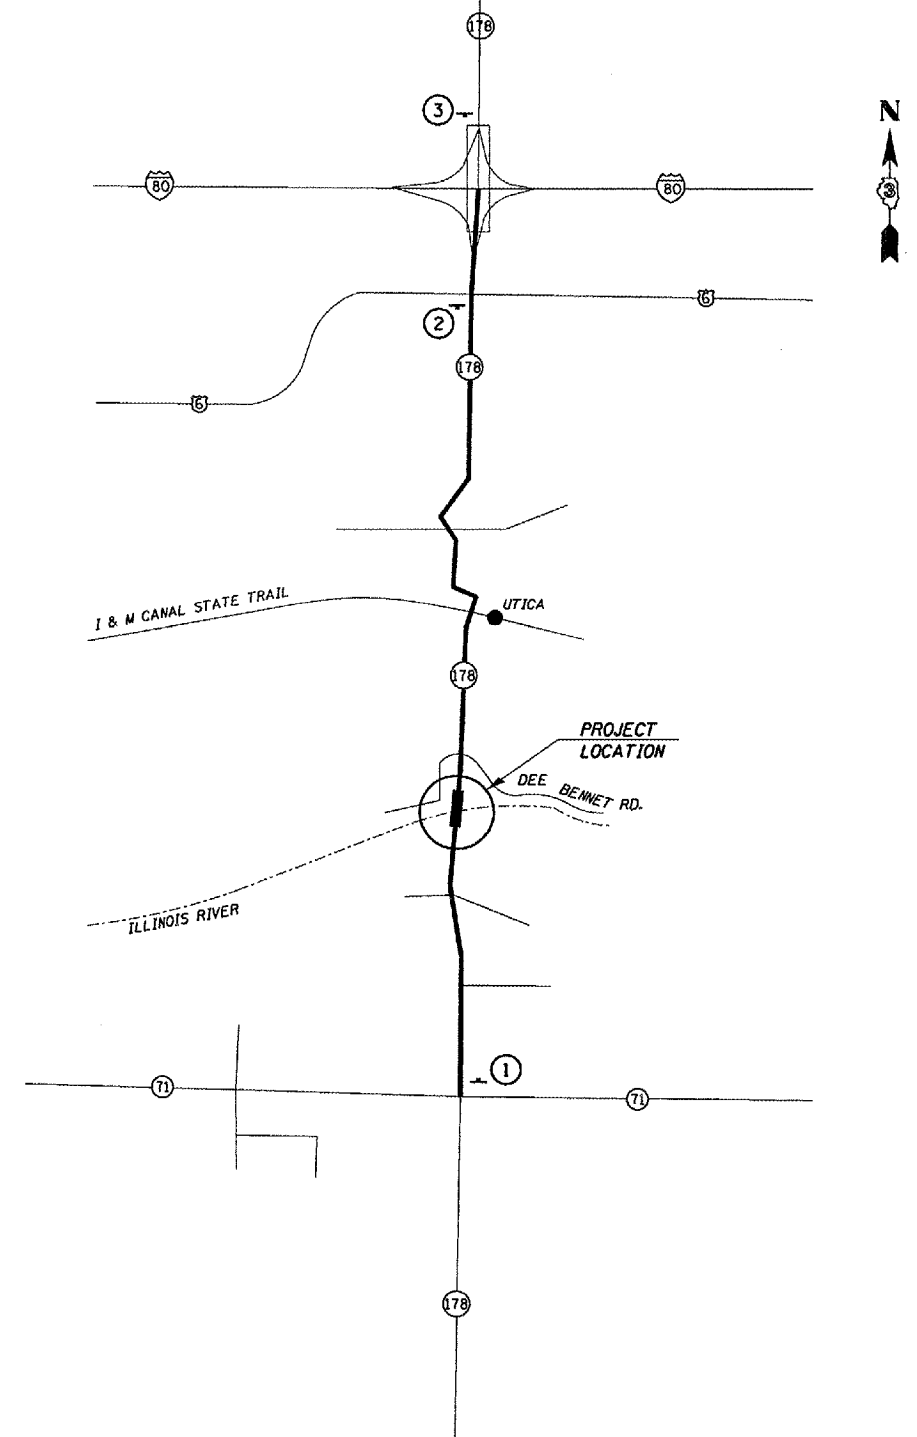 178
3
N
80
80
3
6
2
178
6
UTICA
I & M CANAL STATE TRAIL
178
PROJECT
LOCATION
DEE BENNET RD.
ILLINOIS RIVER
1
71
71
178